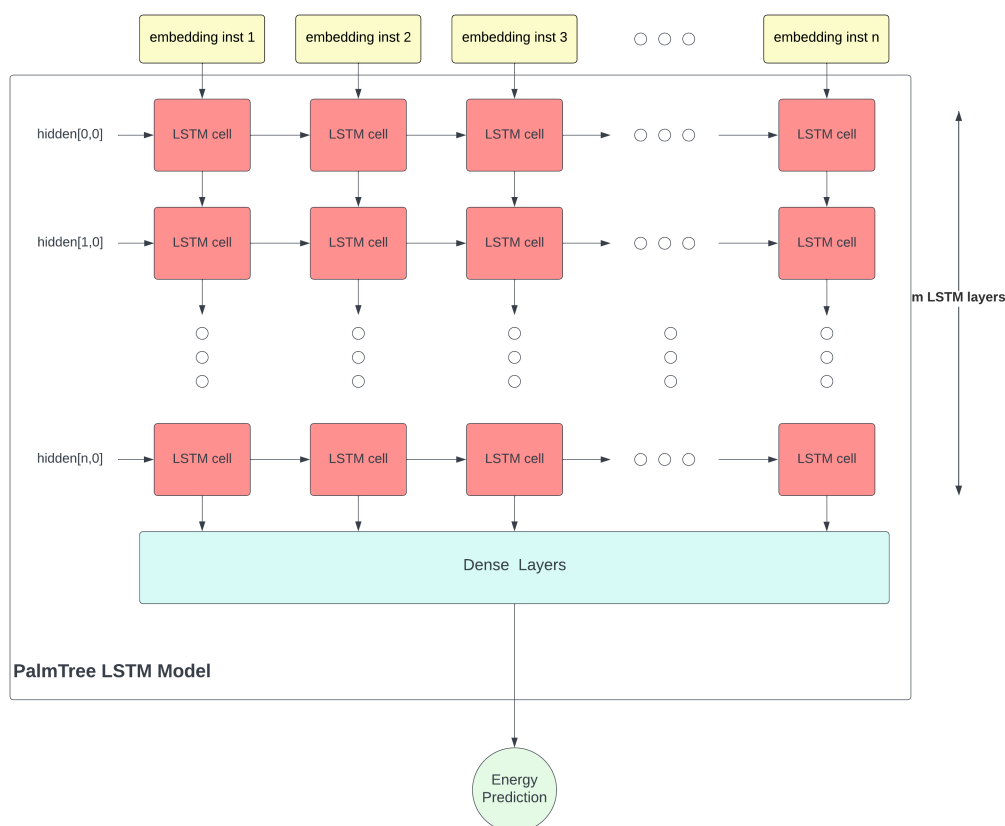 embedding inst 1
embedding inst 2
embedding inst 3
embedding inst n
hidden[0,0]
LSTM cell
LSTM cell
LSTM cell
LSTM cell
hidden[1,0]
LSTM cell
LSTM cell
LSTM cell
LSTM cell
m LSTM layers
hidden[n,0]
LSTM cell
LSTM cell
LSTM cell
LSTM cell
Dense Layers
PalmTree LSTM Model
Energy
Prediction